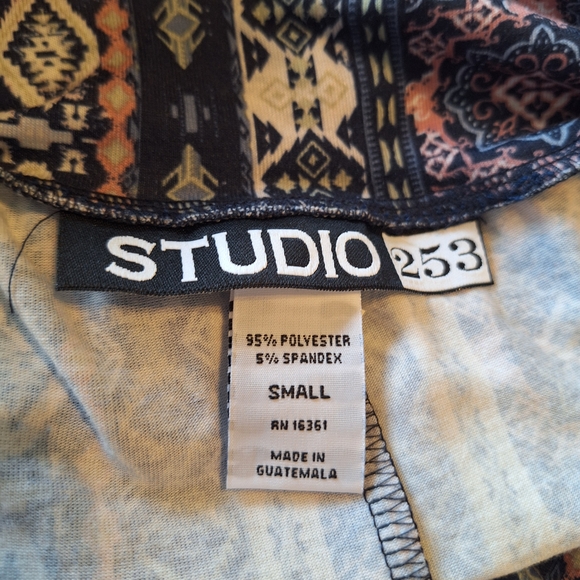 STUDIO 253
95% POLYESTER
5% SPANDEX
SMALL
RN 16361
MADE IN
GUATEMALA